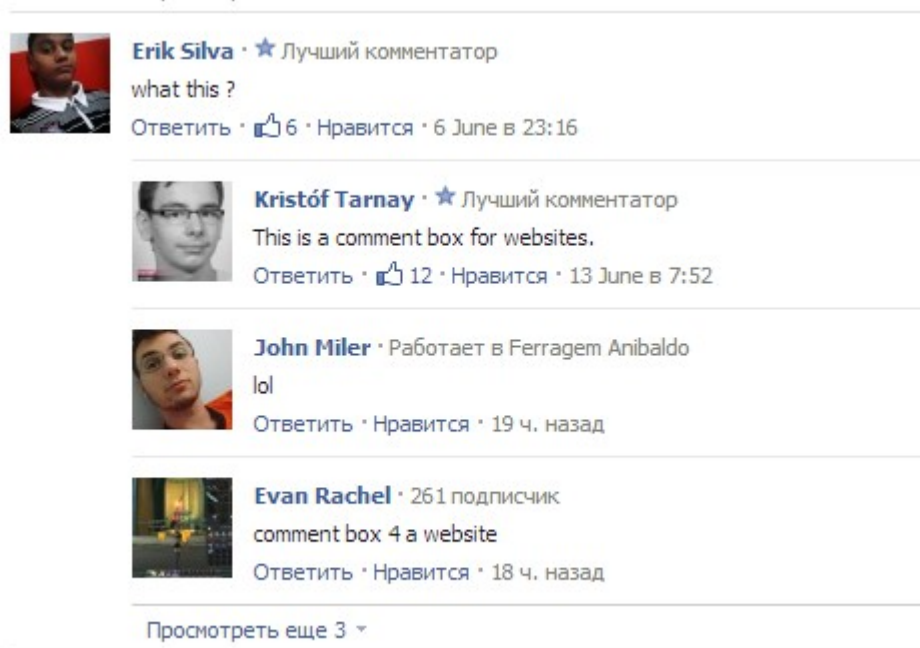 Erik Silva · Лучший комментатор
what this ?
Ответить · 6 · Нравится · 6 June в 23:16
Kristóf Tarnay · Лучший комментатор
This is a comment box for websites.
Ответить · 12 · Нравится · 13 June в 7:52
John Miler · Работает в Ferragem Anibaldo
lol
Ответить · Нравится · 19 ч. назад
Evan Rachel · 261 подписчик
comment box 4 a website
Ответить · Нравится · 18 ч. назад
Просмотреть еще 3